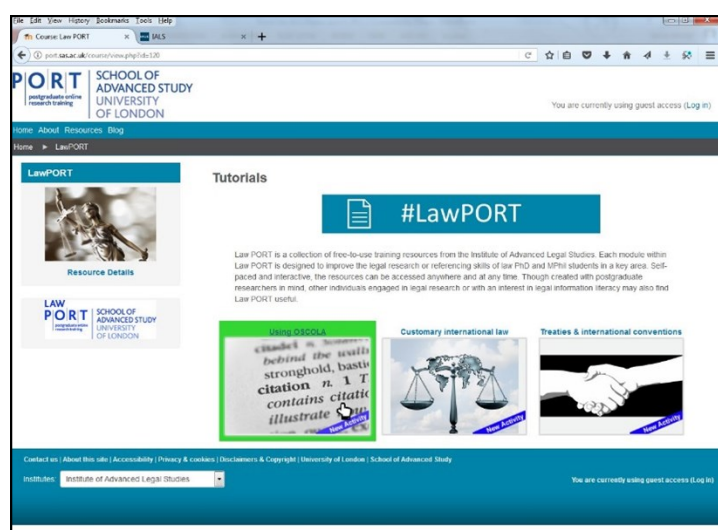 File Edit View History Bookmarks Tools Help
Course: Law PORT
IALS
port.sas.ac.uk/course/view.php?id=120
PORT
postgraduate online
research training
SCHOOL OF
ADVANCED STUDY
UNIVERSITY
OF LONDON
You are currently using guest access (Log in)
Home About Resources Blog
Home ► LawPORT
LawPORT
Resource Details
LAW
PORT
postgraduate online
research training
SCHOOL OF
ADVANCED STUDY
UNIVERSITY
OF LONDON
Tutorials
#LawPORT
Law PORT is a collection of free-to-use training resources from the Institute of Advanced Legal Studies. Each module within
Law PORT is designed to improve the legal research or referencing skills of law PhD and MPhil students in a key area. Self-
paced and interactive, the resources can be accessed anywhere and at any time. Though created with postgraduate
researchers in mind, other individuals engaged in legal research or with an interest in legal information literacy may also find
Law PORT useful.
Using OSCOLA
citadel n.
behind the walls
stronghold, basti
citation n. 1 T
contains citatio
illustrate
New Activity
Customary international law
New Activity
Treaties & international conventions
New Activity
Contact us | About this site | Accessibility | Privacy & cookies | Disclaimers & Copyright | University of London | School of Advanced Study
Institutes: Institute of Advanced Legal Studies
You are currently using guest access (Log in)